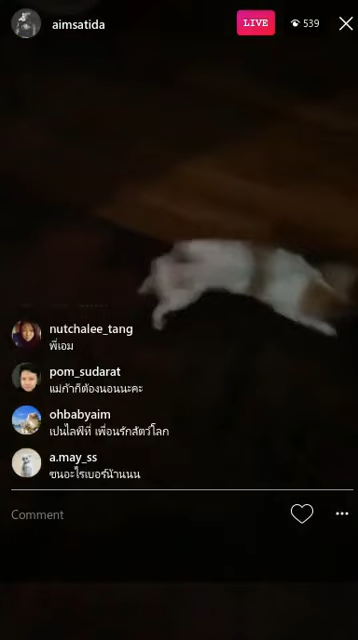 aimsatida
LIVE
539
nutchalee_tang
พี่เอม
pom_sudarat
แม่ก้าก็ต้องนอนนะคะ
ohbabyaim
เปนไลฟ์ที่ เพื่อนรักสัตว์โลก
a.may_ss
ซนอะไรเบอร์น้านนน
Comment